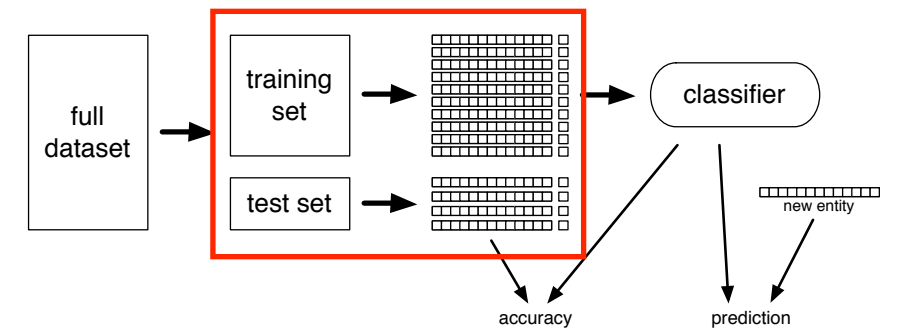 full
dataset
training
set
test set
classifier
new entity
accuracy
prediction